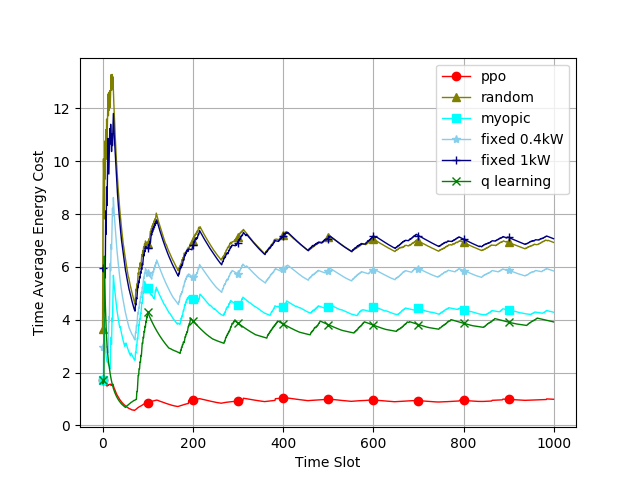 ppo
random
myopic
fixed 0.4kW
fixed 1kW
q learning
12
10
8
6
4
2
0
Time Average Energy Cost
0 200 400 600 800 1000
Time Slot